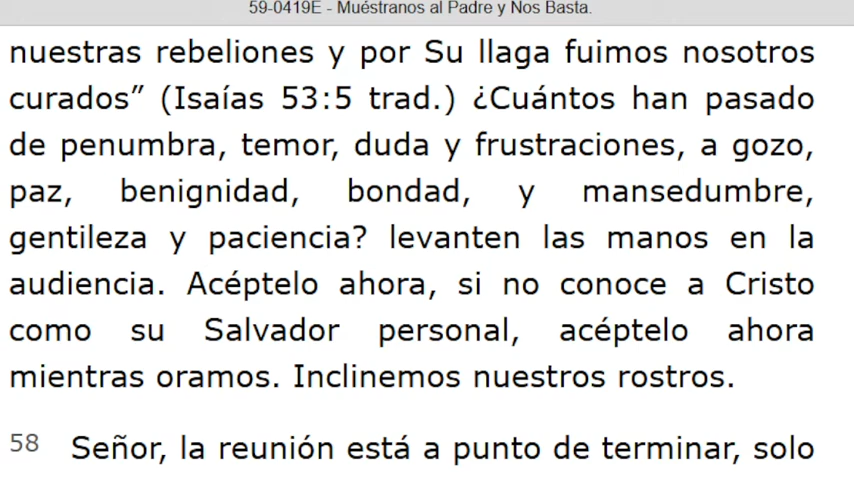 59-0419E - Muéstranos al Padre y Nos Basta.
nuestras rebeliones y por Su llaga fuimos nosotros
curados” (Isaías 53:5 trad.) ¿Cuántos han pasado
de penumbra, temor, duda y frustraciones, a gozo,
paz, benignidad, bondad, y mansedumbre,
gentileza y paciencia? levanten las manos en la
audiencia. Acéptelo ahora, si no conoce a Cristo
como su Salvador personal, acéptelo ahora
mientras oramos. Inclinemos nuestros rostros.
58 Señor, la reunión está a punto de terminar, solo